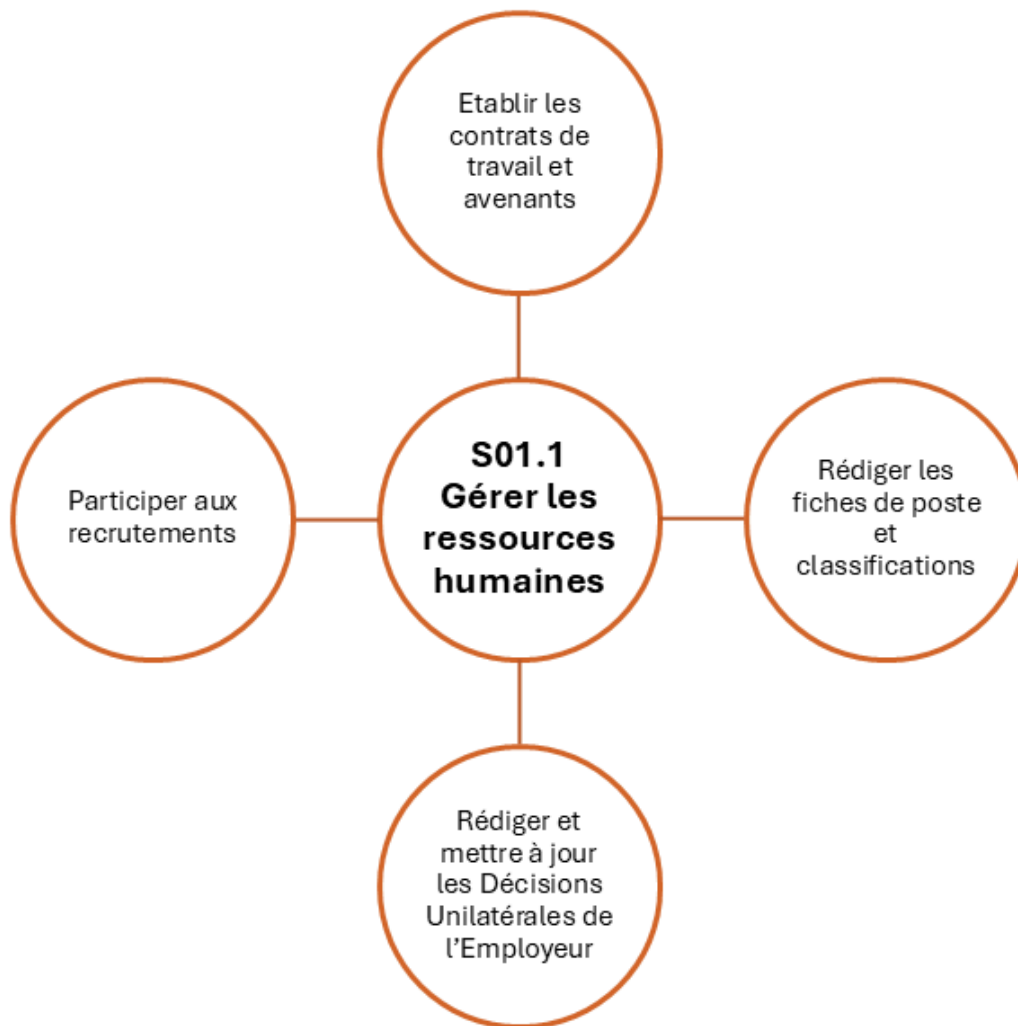 Etablir les
contrats de
travail et
avenants
Participer aux
recrutements
S01.1
Gérer les
ressources
humaines
Rédiger les
fiches de poste
et
classifications
Rédiger et
mettre à jour
les Décisions
Unilatérales de
l’Employeur